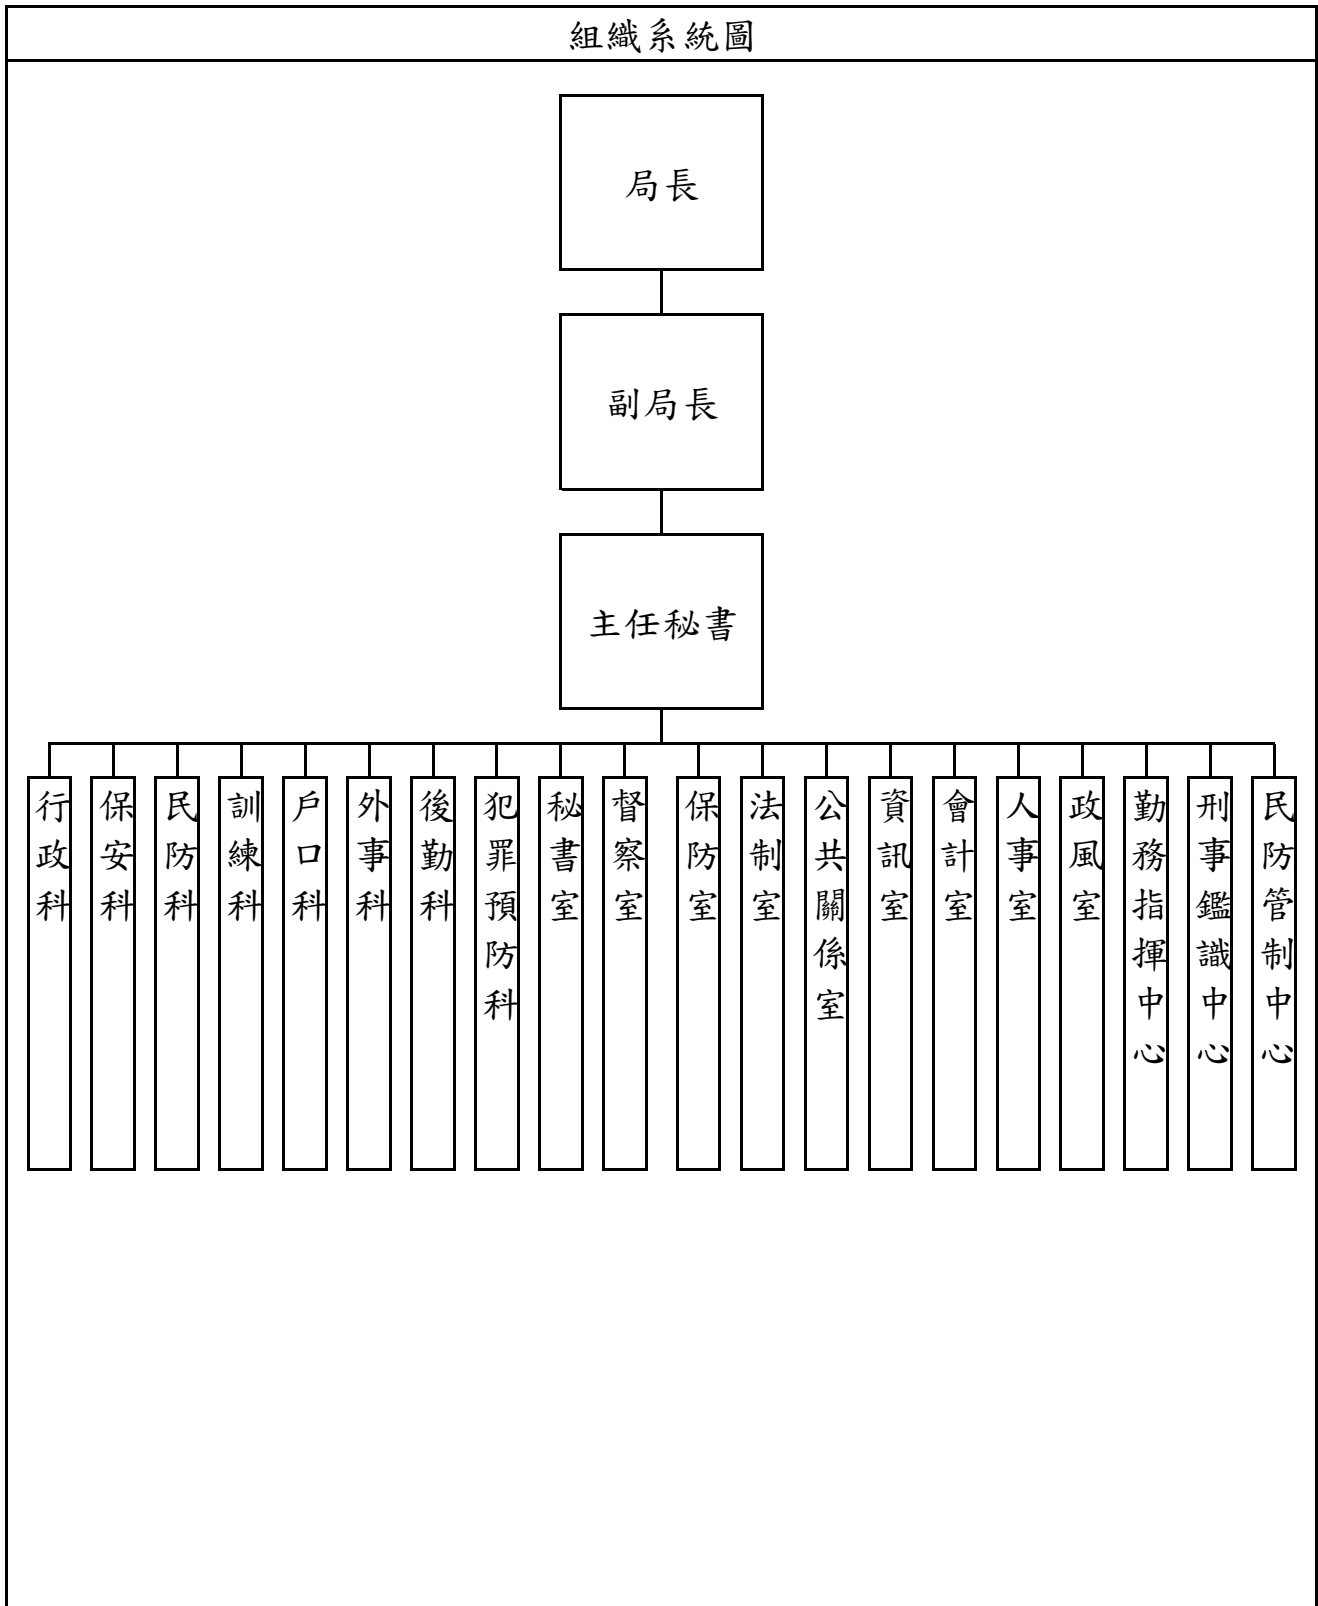 組織系統圖
局長
副局長
主任秘書
行政科
保安科
民防科
訓練科
戶口科
外事科
後勤科
犯罪預防科
秘書室
督察室
保防室
法制室
公共關係室
資訊室
會計室
人事室
政風室
勤務指揮中心
刑事鑑識中心
民防管制中心